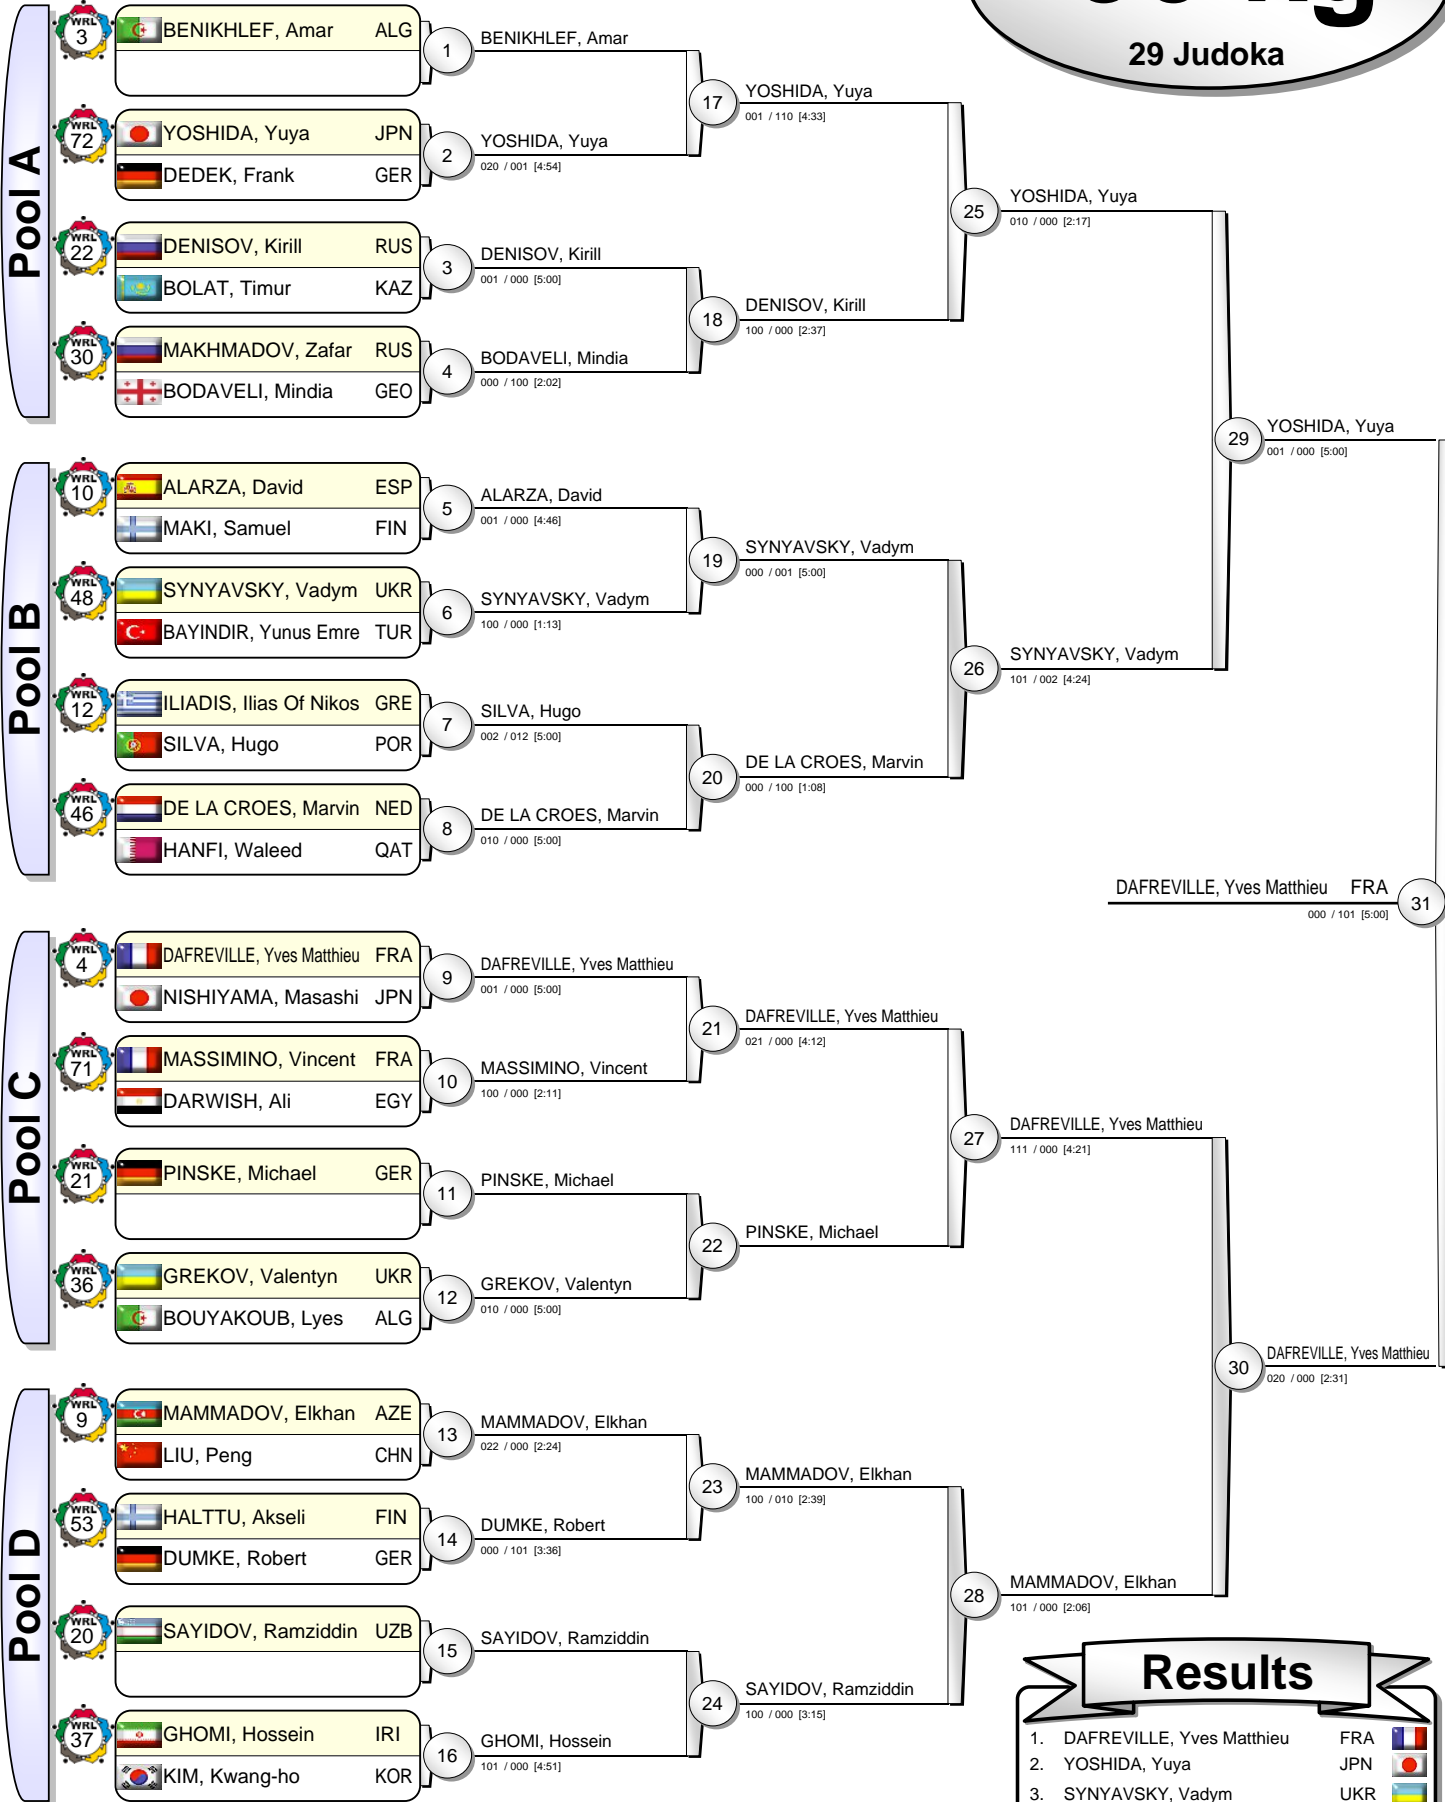 29 Judoka
Pool A
WRL 3
BENIKHLEF, Amar ALG
WRL 72
YOSHIDA, Yuya JPN
DEDEK, Frank GER
WRL 22
DENISOV, Kirill RUS
BOLAT, Timur KAZ
WRL 30
MAKHMADOV, Zafar RUS
BODAVELI, Mindia GEO
1
BENIKHLEF, Amar
2
YOSHIDA, Yuya
020 / 001 [4:54]
3
DENISOV, Kirill
001 / 000 [5:00]
4
BODAVELI, Mindia
000 / 100 [2:02]
17
YOSHIDA, Yuya
001 / 110 [4:33]
18
DENISOV, Kirill
100 / 000 [2:37]
25
YOSHIDA, Yuya
010 / 000 [2:17]
Pool B
WRL 10
ALARZA, David ESP
MAKI, Samuel FIN
WRL 48
SYNYAVSKY, Vadym UKR
BAYINDIR, Yunus Emre TUR
WRL 12
ILIADIS, Ilias Of Nikos GRE
SILVA, Hugo POR
WRL 46
DE LA CROES, Marvin NED
HANFI, Waleed QAT
5
ALARZA, David
001 / 000 [4:46]
6
SYNYAVSKY, Vadym
100 / 000 [1:13]
7
SILVA, Hugo
002 / 012 [5:00]
8
DE LA CROES, Marvin
010 / 000 [5:00]
19
SYNYAVSKY, Vadym
000 / 001 [5:00]
20
DE LA CROES, Marvin
000 / 100 [1:08]
26
SYNYAVSKY, Vadym
101 / 002 [4:24]
29
YOSHIDA, Yuya
001 / 000 [5:00]
DAFREVILLE, Yves Matthieu FRA
000 / 101 [5:00]
31
Pool C
WRL 4
DAFREVILLE, Yves Matthieu FRA
NISHIYAMA, Masashi JPN
WRL 71
MASSIMINO, Vincent FRA
DARWISH, Ali EGY
WRL 21
PINSKE, Michael GER
WRL 36
GREKOV, Valentyn UKR
BOUYAKOUB, Lyes ALG
9
DAFREVILLE, Yves Matthieu
001 / 000 [5:00]
10
MASSIMINO, Vincent
100 / 000 [2:11]
11
PINSKE, Michael
12
GREKOV, Valentyn
010 / 000 [5:00]
21
DAFREVILLE, Yves Matthieu
021 / 000 [4:12]
22
PINSKE, Michael
27
DAFREVILLE, Yves Matthieu
111 / 000 [4:21]
Pool D
WRL 9
MAMMADOV, Elkhan AZE
LIU, Peng CHN
WRL 53
HALTTU, Akseli FIN
DUMKE, Robert GER
WRL 20
SAYIDOV, Ramziddin UZB
WRL 37
GHOMI, Hossein IRI
KIM, Kwang-ho KOR
13
MAMMADOV, Elkhan
022 / 000 [2:24]
14
DUMKE, Robert
000 / 101 [3:36]
15
SAYIDOV, Ramziddin
16
GHOMI, Hossein
101 / 000 [4:51]
23
MAMMADOV, Elkhan
100 / 010 [2:39]
24
SAYIDOV, Ramziddin
100 / 000 [3:15]
28
MAMMADOV, Elkhan
101 / 000 [2:06]
30
DAFREVILLE, Yves Matthieu
020 / 000 [2:31]
Results
1. DAFREVILLE, Yves Matthieu FRA
2. YOSHIDA, Yuya JPN
3. SYNYAVSKY, Vadym UKR